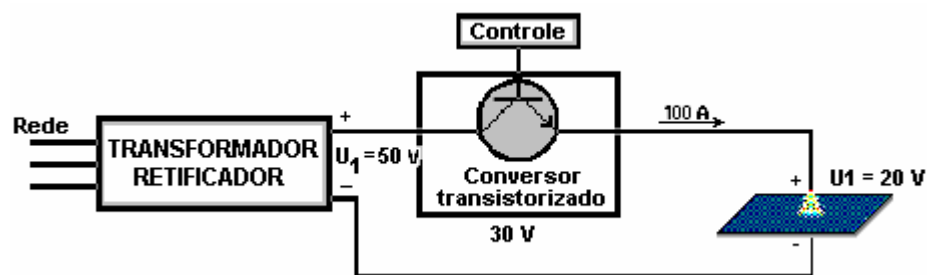 Controle
Rede
TRANSFORMADOR
RETIFICADOR
+
U1 = 50 V
−
Conversor
transistorizado
30 V
100 A
+
U1 = 20 V
-